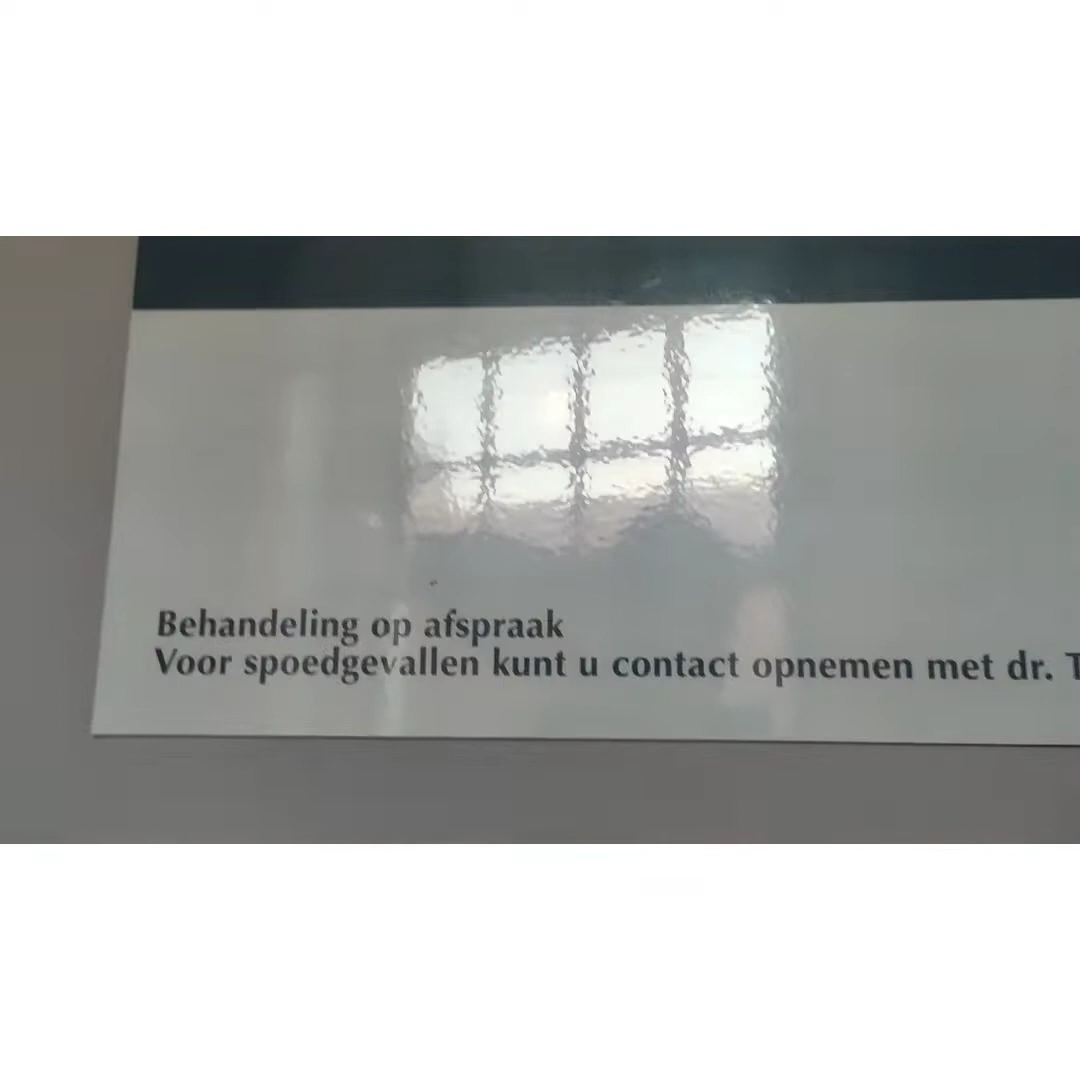 Behandeling op afspraak
Voor spoedgevallen kunt u contact opnemen met dr.